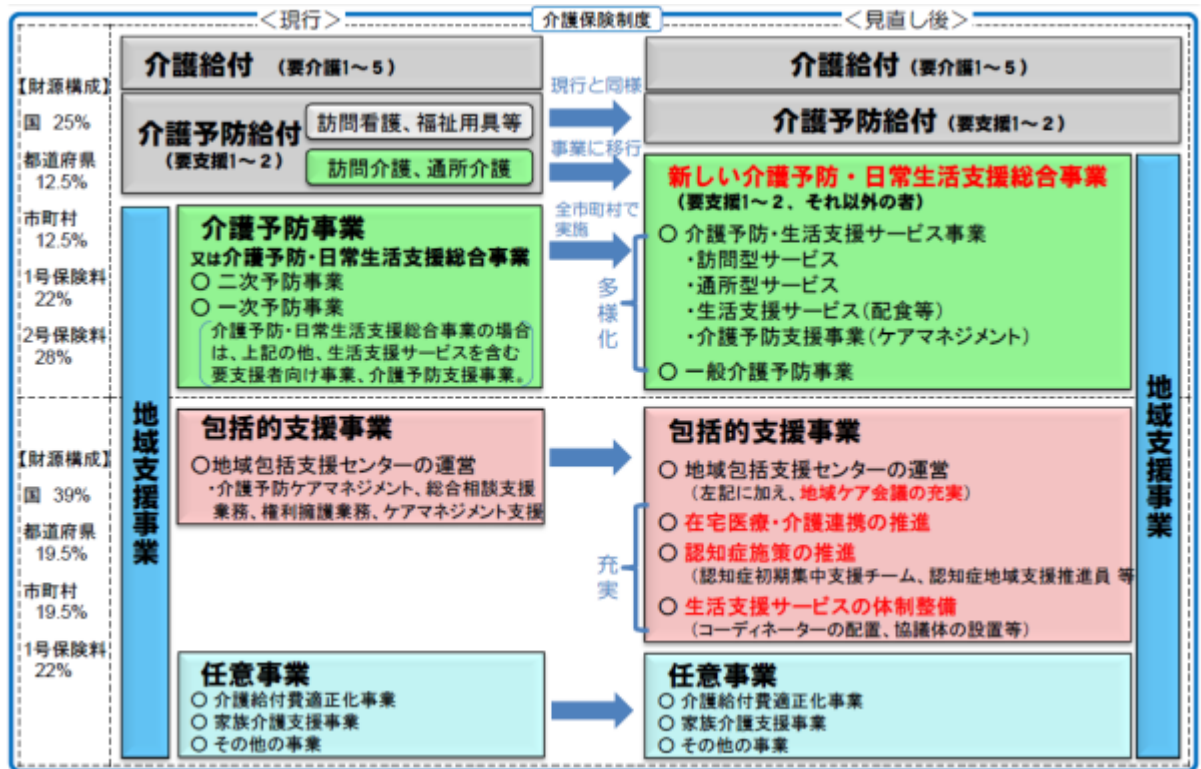 ＜現行＞
介護保険制度
＜見直し後＞
【財源構成】
国 25%
都道府県
12.5%
市町村
12.5%
1号保険料
22%
2号保険料
28%
介護給付 （要介護1～5）
介護予防給付
（要支援1～2）
訪問看護、福祉用具等
訪問介護、通所介護
現行と同様
事業に移行
全市町村で
実施
多様化
介護給付（要介護1～5）
介護予防給付（要支援1～2）
介護予防事業
又は介護予防・日常生活支援総合事業
○ 二次予防事業
○ 一次予防事業
介護予防・日常生活支援総合事業の場合
は、上記の他、生活支援サービスを含む
要支援者向け事業、介護予防支援事業。
新しい介護予防・日常生活支援総合事業
（要支援1～2、それ以外の者）
○ 介護予防・生活支援サービス事業
・訪問型サービス
・通所型サービス
・生活支援サービス（配食等）
・介護予防支援事業（ケアマネジメント）
○ 一般介護予防事業
【財源構成】
国 39%
都道府県
19.5%
市町村
19.5%
1号保険料
22%
地域支援事業
包括的支援事業
○地域包括支援センターの運営
・介護予防ケアマネジメント、総合相談支援
業務、権利擁護業務、ケアマネジメント支援
充実
包括的支援事業
○ 地域包括支援センターの運営
（左記に加え、地域ケア会議の充実）
○ 在宅医療・介護連携の推進
○ 認知症施策の推進
（認知症初期集中支援チーム、認知症地域支援推進員 等
○ 生活支援サービスの体制整備
（コーディネーターの配置、協議体の設置等）
地域支援事業
任意事業
○ 介護給付費適正化事業
○ 家族介護支援事業
○ その他の事業
任意事業
○ 介護給付費適正化事業
○ 家族介護支援事業
○ その他の事業